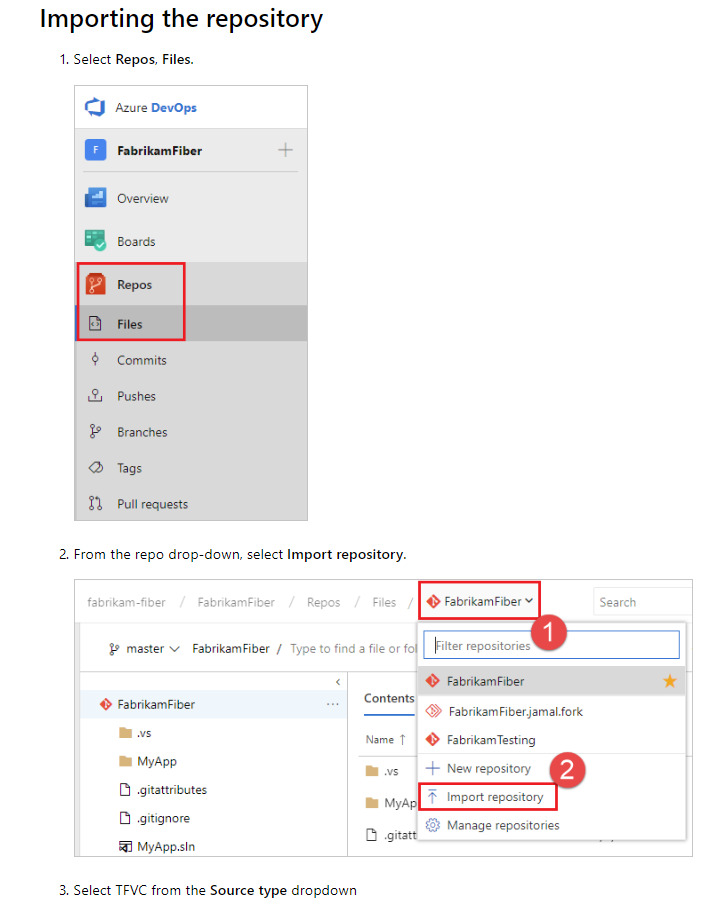 Importing the repository
1. Select Repos, Files.
Azure DevOps
F FabrikamFiber
Overview
Boards
Repos
Files
Commits
Pushes
Branches
Tags
Pull requests
2. From the repo drop-down, select Import repository.
fabrikam-fiber / FabrikamFiber / Repos / Files / FabrikamFiber Search
1
master FabrikamFiber / Type to find a file or fol
Filter repositories
FabrikamFiber
FabrikamFiber.jamal.fork
FabrikamTesting
New repository
2
Import repository
Manage repositories
FabrikamFiber ...
.vs
MyApp
.gitattributes
.gitignore
MyApp.sln
Contents
Name ↑
.vs
MyAp
.gitatt
3. Select TFVC from the Source type dropdown